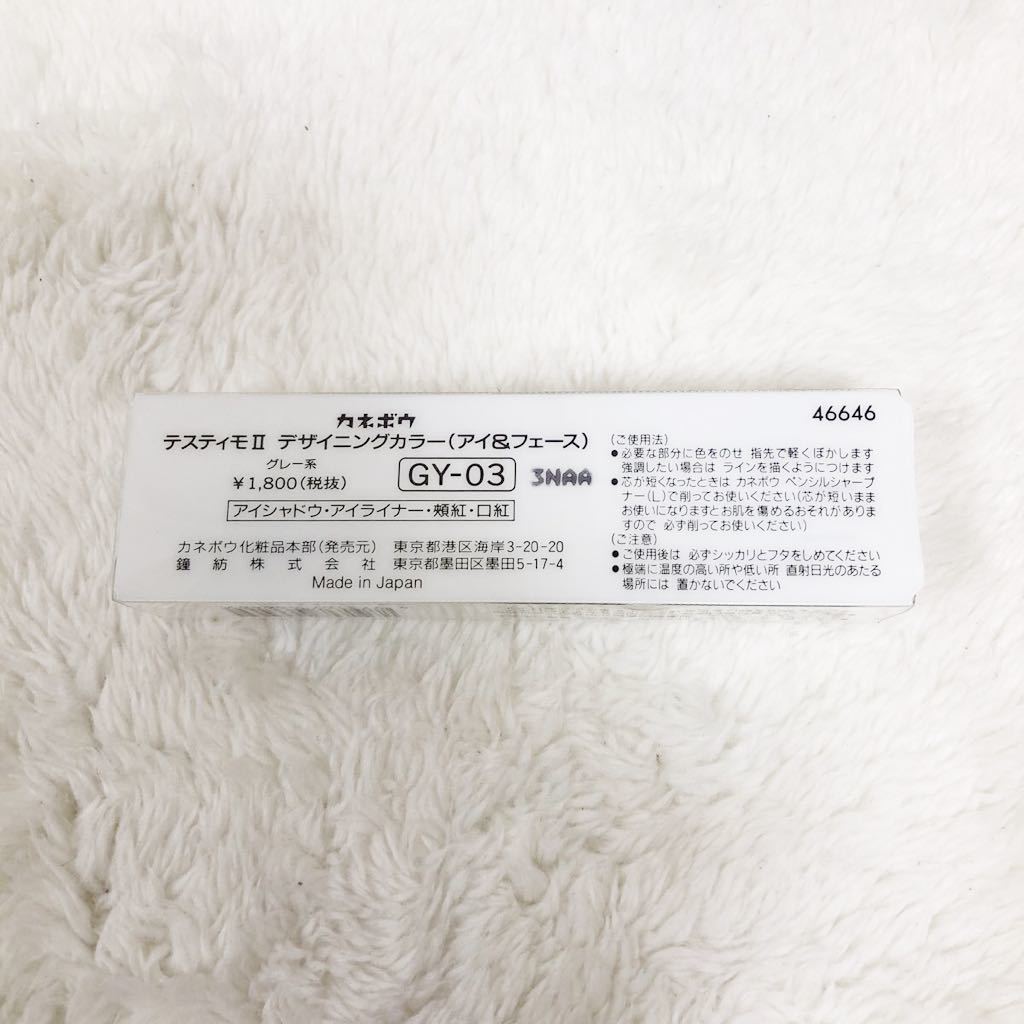 カネボウ
テスティモⅡ デザイニングカラー(アイ&フェース)
グレー系
¥1,800(税抜)
GY-03
3NAA
アイシャドウ・アイライナー・頬紅・口紅
カネボウ化粧品本部(発売元) 東京都港区海岸3-20-20
鐘紡株式会社 東京都墨田区墨田5-17-4
Made in Japan
46646
(ご使用法)
●必要な部分に色をのせ 指先で軽くぼかします
強調したい場合は ラインを描くようにつけます
●芯が短くなったときは カネボウ ペンシルシャープ
ナー(L)で削ってお使いください(芯が短いまま
お使いになりますとお肌を傷めるおそれがありま
すので 必ず削ってお使いください)
(ご注意)
●ご使用後は 必ずシッカリとフタをしめてください
●極端に温度の高い所や低い所 直射日光のあたる
場所には 置かないでください